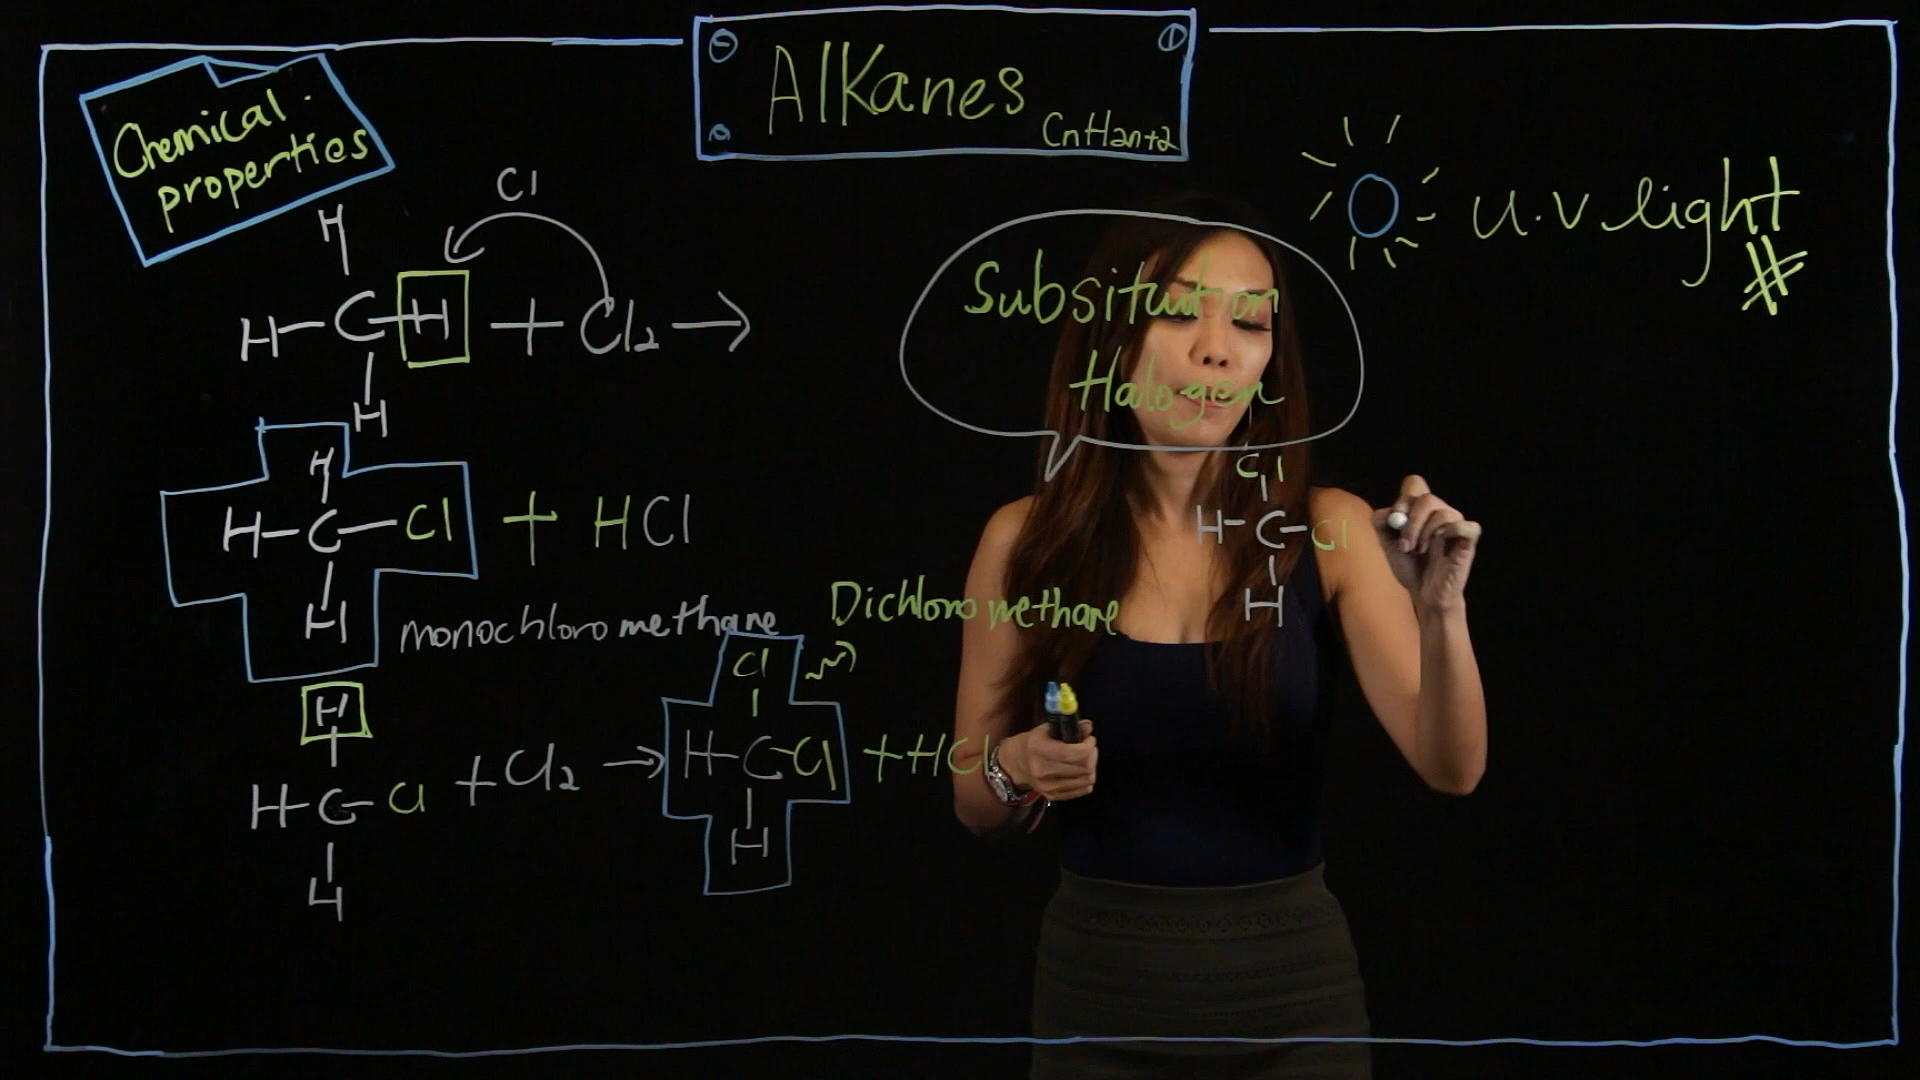 Alkanes
CnH2n+2
Chemical
properties
u.v light
Cl
H
H-C-H + Cl2 →
H
Subsituition
Halogen
H
H-C-Cl + HCl
H
monochloromethane
Dichloromethane
Cl
H-C-Cl
H
H
H-C-Cl + Cl2 →
H
Cl
H-C-Cl + HCl
H